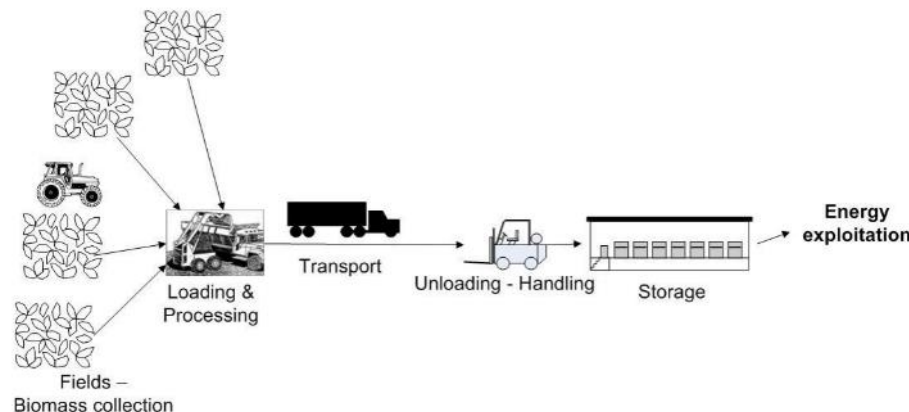 Energy
exploitation
Transport
Loading &
Processing
Unloading - Handling
Storage
Fields –
Biomass collection